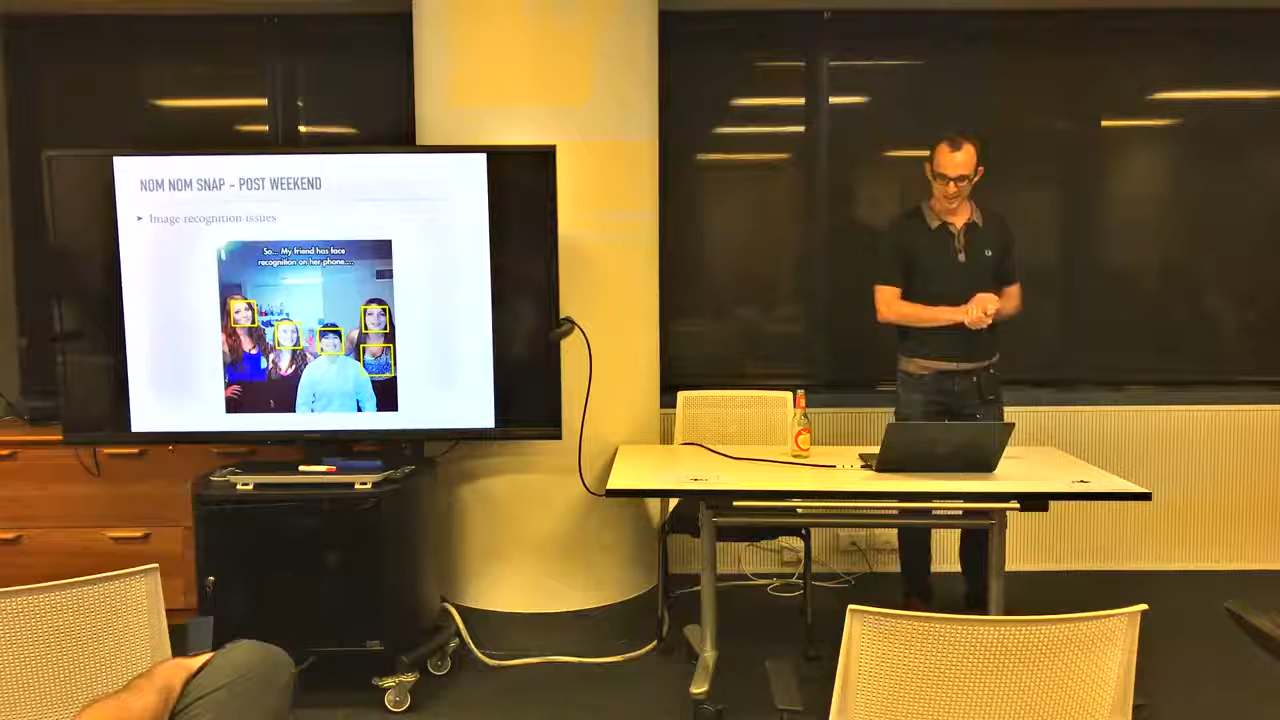 NOM NOM SNAP - POST WEEKEND
➤ Image recognition issues
So... My friend has face
recognition on her phone....